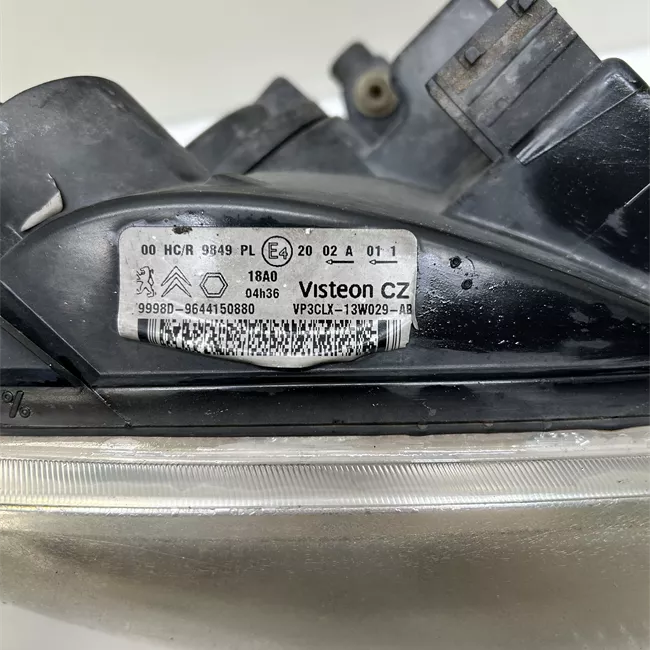 00 HC/R 9849 PL E4 20 02 A 01 1
18A0
04h36 Visteon CZ
9998D-9644150880 VP3CLX-13W029-AB
%